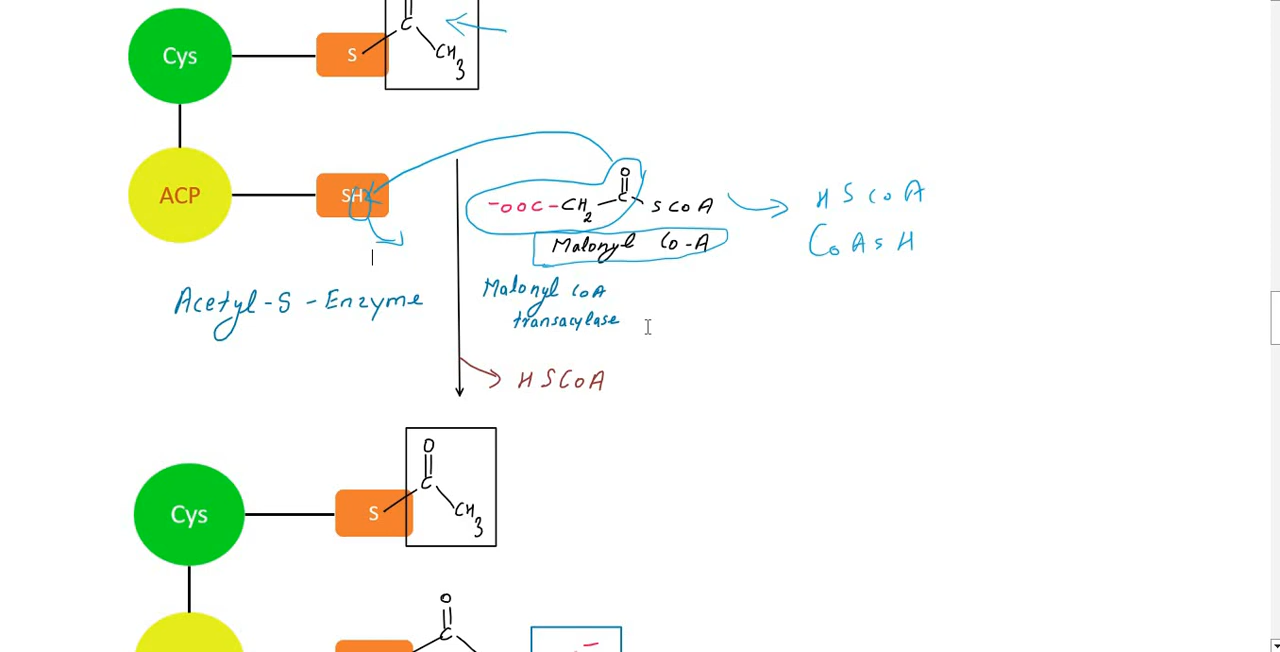 C
Cys
S
CH3
O
ACP
SH
-OOC-CH2
C
SCoA
HSCoA
Malonyl Co-A
CoASH
Malonyl CoA
Acetyl-S-Enzyme
transacylase
HSCoA
O
C
Cys
S
CH3
O
C